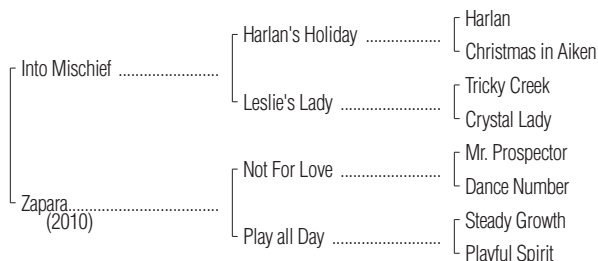 Harlan
Harlan's Holiday ..................
Christmas in Aiken
Into Mischief ........................
Tricky Creek
Leslie's Lady ........................
Crystal Lady
Mr. Prospector
Not For Love ........................
Dance Number
Zapara....................................
(2010)
Steady Growth
Play all Day ..........................
Playful Spirit